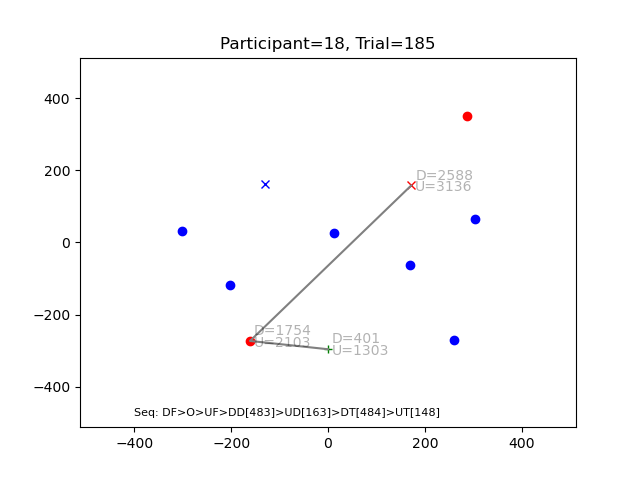 Participant=18, Trial=185
400
200
0
−200
−400
D=2588
U=3136
D=1754
U=2103
D=401
U=1303
Seq: DF>O>UF>DD[483]>UD[163]>DT[484]>UT[148]
−400
−200
0
200
400